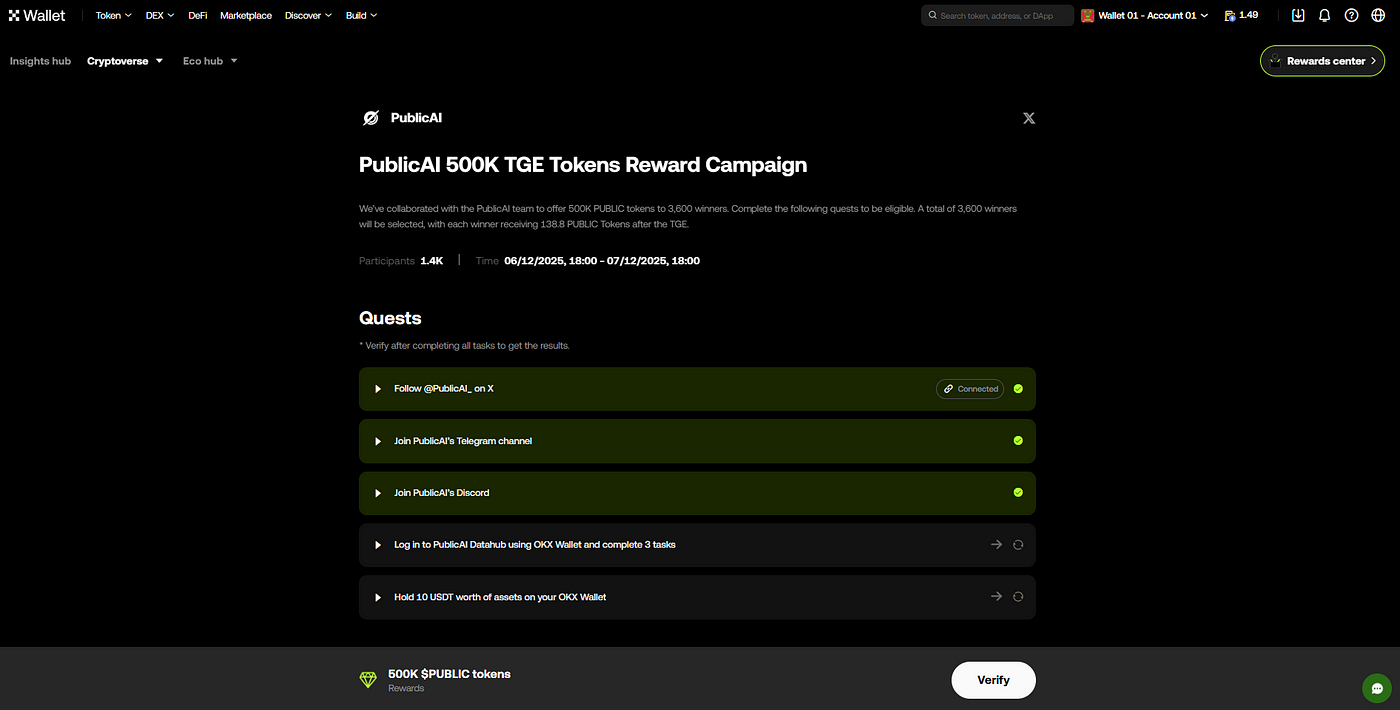 Wallet
Token DEX DeFi Marketplace Discover Build
Search token, address, or DApp
Wallet 01 - Account 01
1.49
Insights hub Cryptoverse Eco hub
Rewards center
PublicAI
PublicAI 500K TGE Tokens Reward Campaign
We've collaborated with the PublicAI team to offer 500K PUBLIC tokens to 3,600 winners. Complete the following quests to be eligible. A total of 3,600 winners
will be selected, with each winner receiving 138.8 PUBLIC Tokens after the TGE.
Participants 1.4K Time 06/12/2025, 18:00 – 07/12/2025, 18:00
Quests
* Verify after completing all tasks to get the results.
Follow @PublicAI_ on X Connected
Join PublicAI's Telegram channel
Join PublicAI's Discord
Log in to PublicAI Datahub using OKX Wallet and complete 3 tasks
Hold 10 USDT worth of assets on your OKX Wallet
500K $PUBLIC tokens
Rewards
Verify